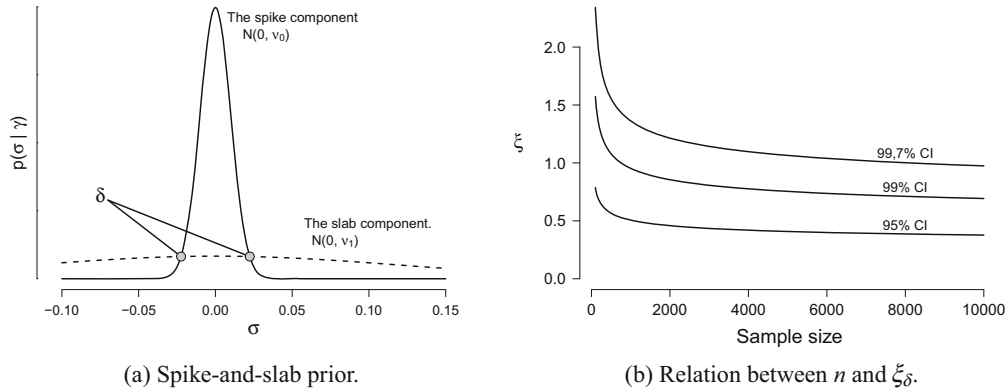 The spike component
N(0, ν₀)
p(σ | γ)
δ
The slab component.
N(0, ν₁)
−0.10
−0.05
0.00
0.05
0.10
0.15
σ
(a) Spike-and-slab prior.
2.0
1.5
1.0
0.5
0.0
ξ
99,7% CI
99% CI
95% CI
0
2000
4000
6000
8000
10000
Sample size
(b) Relation between n and ξδ.